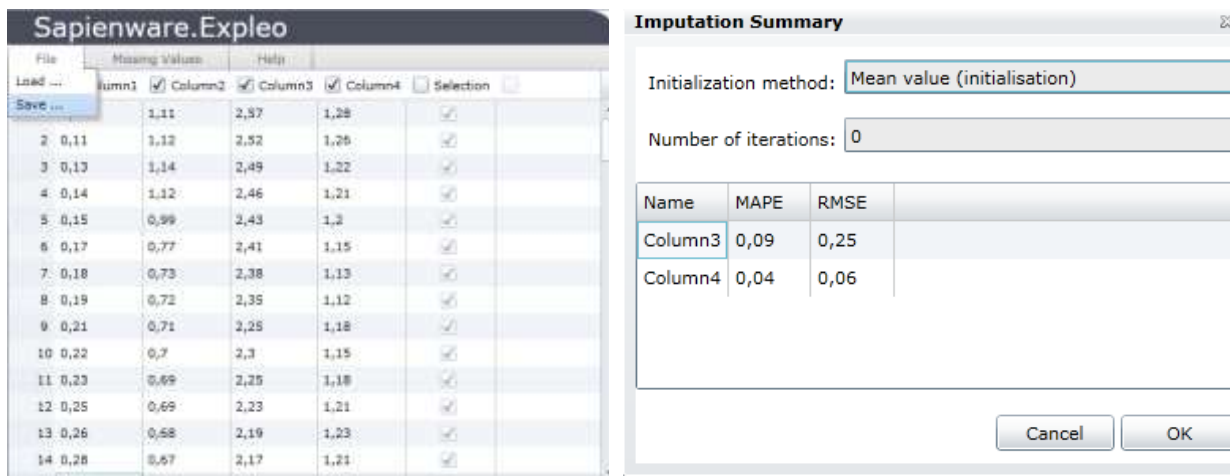 Sapienware.Expleo
File Missing Values Help
Load ... lumn1 Column2 Column3 Column4 Selection
Save ... 1,11 2,57 1,28
2 0,11 1,12 2,52 1,26
3 0,13 1,14 2,49 1,22
4 0,14 1,12 2,46 1,21
5 0,15 0,99 2,43 1,2
6 0,17 0,77 2,41 1,15
7 0,18 0,73 2,38 1,13
8 0,19 0,72 2,35 1,12
9 0,21 0,71 2,25 1,18
10 0,22 0,7 2,3 1,15
11 0,23 0,69 2,25 1,18
12 0,25 0,69 2,23 1,21
13 0,26 0,68 2,19 1,23
14 0,28 0,67 2,17 1,21
Imputation Summary
Initialization method: Mean value (initialisation)
Number of iterations: 0
Name MAPE RMSE
Column3 0,09 0,25
Column4 0,04 0,06
Cancel OK